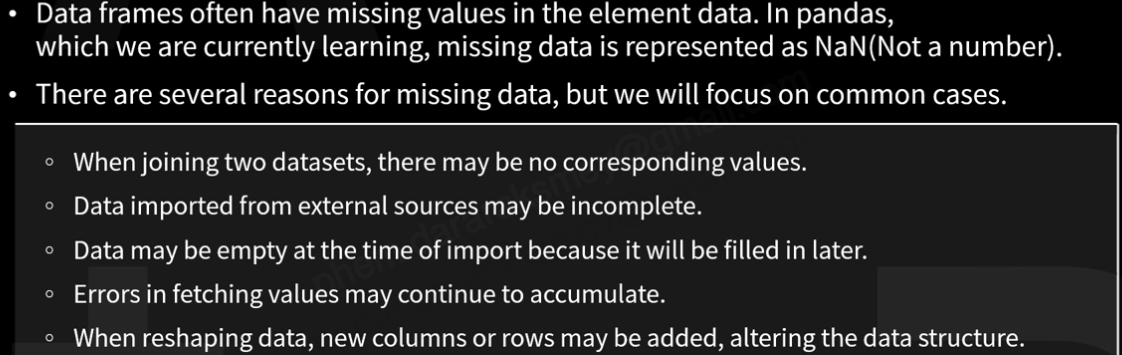 • Data frames often have missing values in the element data. In pandas,
which we are currently learning, missing data is represented as NaN(Not a number).
• There are several reasons for missing data, but we will focus on common cases.
◦ When joining two datasets, there may be no corresponding values.
◦ Data imported from external sources may be incomplete.
◦ Data may be empty at the time of import because it will be filled in later.
◦ Errors in fetching values may continue to accumulate.
◦ When reshaping data, new columns or rows may be added, altering the data structure.